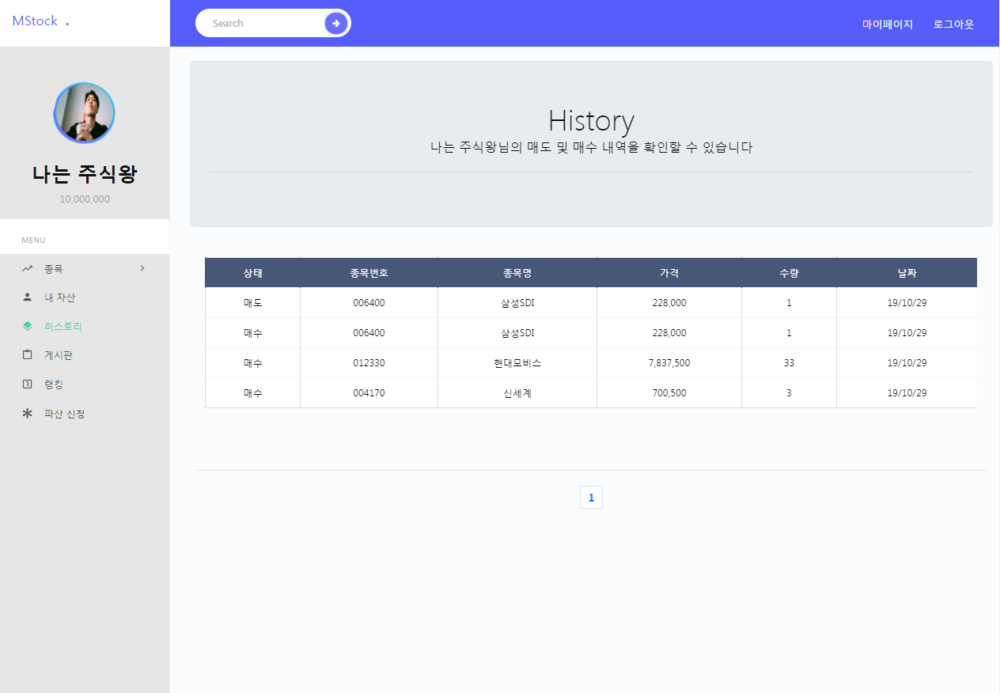 MStock .
Search
마이페이지 로그아웃
나는 주식왕
10,000,000
MENU
종목
내 자산
히스토리
게시판
랭킹
파산 신청
History
나는 주식왕님의 매도 및 매수 내역을 확인할 수 있습니다
상태 종목번호 종목명 가격 수량 날짜
매도 006400 삼성SDI 228,000 1 19/10/29
매수 006400 삼성SDI 228,000 1 19/10/29
매수 012330 현대모비스 7,837,500 33 19/10/29
매수 004170 신세계 700,500 3 19/10/29
1